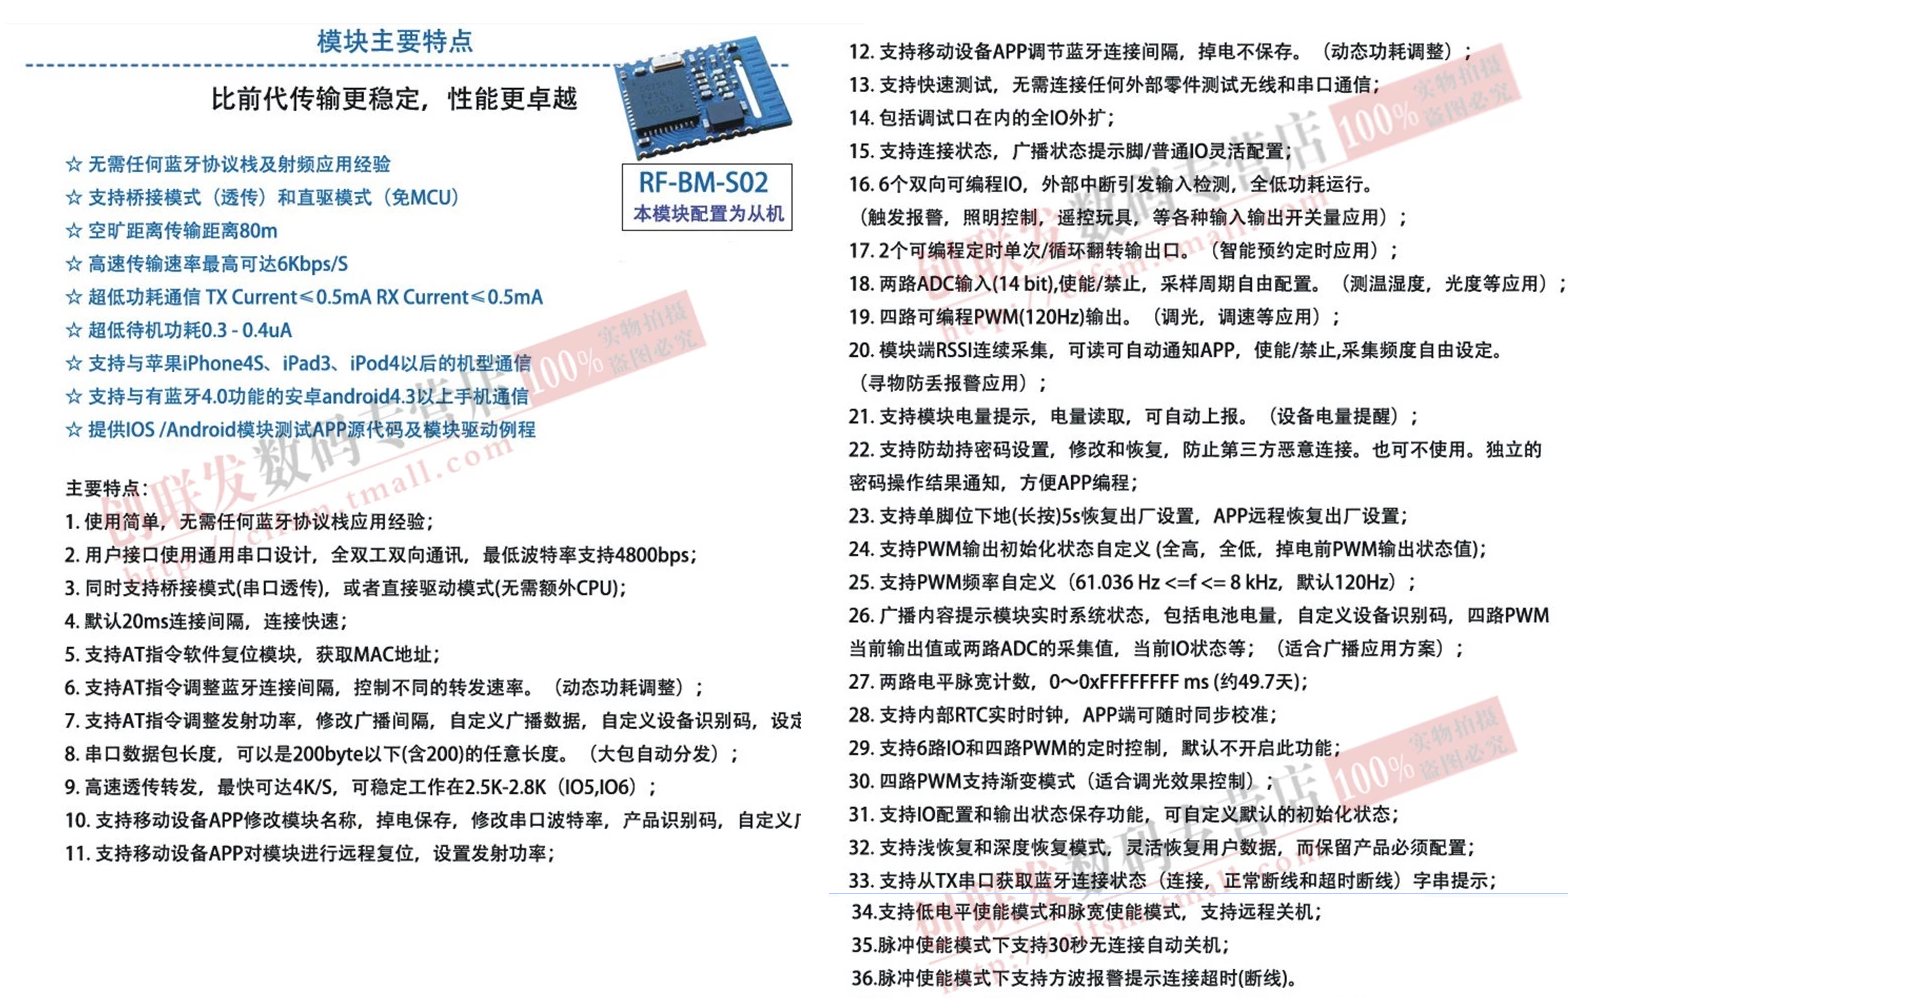 模块主要特点
比前代传输更稳定，性能更卓越
RF-BM-S02
本模块配置为从机
☆ 无需任何蓝牙协议栈及射频应用经验
☆ 支持桥接模式（透传）和直驱模式（免MCU）
☆ 空旷距离传输距离80m
☆ 高速传输速率最高可达6Kbps/S
☆ 超低功耗通信 TX Current≤0.5mA RX Current≤0.5mA
☆ 超低待机功耗0.3 - 0.4uA
☆ 支持与苹果iPhone4S、iPad3、iPod4以后的机型通信
☆ 支持与有蓝牙4.0功能的安卓android4.3以上手机通信
☆ 提供IOS /Android模块测试APP源代码及模块驱动例程
主要特点：
1. 使用简单，无需任何蓝牙协议栈应用经验；
2. 用户接口使用通用串口设计，全双工双向通讯，最低波特率支持4800bps；
3. 同时支持桥接模式(串口透传)，或者直接驱动模式(无需额外CPU)；
4. 默认20ms连接间隔，连接快速；
5. 支持AT指令软件复位模块，获取MAC地址；
6. 支持AT指令调整蓝牙连接间隔，控制不同的转发速率。（动态功耗调整）；
7. 支持AT指令调整发射功率，修改广播间隔，自定义广播数据，自定义设备识别码，设定
8. 串口数据包长度，可以是200byte以下(含200)的任意长度。（大包自动分发）；
9. 高速透传转发，最快可达4K/S，可稳定工作在2.5K-2.8K（IO5,IO6）；
10. 支持移动设备APP修改模块名称，掉电保存，修改串口波特率，产品识别码，自定义
11. 支持移动设备APP对模块进行远程复位，设置发射功率；
12. 支持移动设备APP调节蓝牙连接间隔，掉电不保存。（动态功耗调整）；
13. 支持快速测试，无需连接任何外部零件测试无线和串口通信；
14. 包括调试口在内的全IO外扩；
15. 支持连接状态，广播状态提示脚/普通IO灵活配置；
16. 6个双向可编程IO，外部中断引发输入检测，全低功耗运行。
（触发报警，照明控制，遥控玩具，等各种输入输出开关量应用）；
17. 2个可编程定时单次/循环翻转输出口。（智能预约定时应用）；
18. 两路ADC输入(14 bit),使能/禁止，采样周期自由配置。（测温湿度，光度等应用）；
19. 四路可编程PWM(120Hz)输出。（调光，调速等应用）；
20. 模块端RSSI连续采集，可读可自动通知APP，使能/禁止,采集频度自由设定。
（寻物防丢报警应用）；
21. 支持模块电量提示，电量读取，可自动上报。（设备电量提醒）；
22. 支持防劫持密码设置，修改和恢复，防止第三方恶意连接。也可不使用。独立的
密码操作结果通知，方便APP编程；
23. 支持单脚位下地(长按)5s恢复出厂设置，APP远程恢复出厂设置；
24. 支持PWM输出初始化状态自定义 (全高，全低，掉电前PWM输出状态值)；
25. 支持PWM频率自定义（61.036 Hz <=f <= 8 kHz，默认120Hz）；
26. 广播内容提示模块实时系统状态，包括电池电量，自定义设备识别码，四路PWM
当前输出值或两路ADC的采集值，当前IO状态等；（适合广播应用方案）；
27. 两路电平脉宽计数，0～0xFFFFFFFF ms (约49.7天)；
28. 支持内部RTC实时时钟，APP端可随时同步校准；
29. 支持6路IO和四路PWM的定时控制，默认不开启此功能；
30. 四路PWM支持渐变模式（适合调光效果控制）；
31. 支持IO配置和输出状态保存功能，可自定义默认的初始化状态；
32. 支持浅恢复和深度恢复模式，灵活恢复用户数据，而保留产品必须配置；
33. 支持从TX串口获取蓝牙连接状态（连接，正常断线和超时断线）字串提示；
34.支持低电平使能模式和脉宽使能模式，支持远程关机；
35.脉冲使能模式下支持30秒无连接自动关机；
36.脉冲使能模式下支持方波报警提示连接超时(断线)。
创联发数码专营店
100%
实物拍摄
盗图必究
创联发数码专营店
100%
实物拍摄
盗图必究
创联发数码专营店
100%
实物拍摄
盗图必究